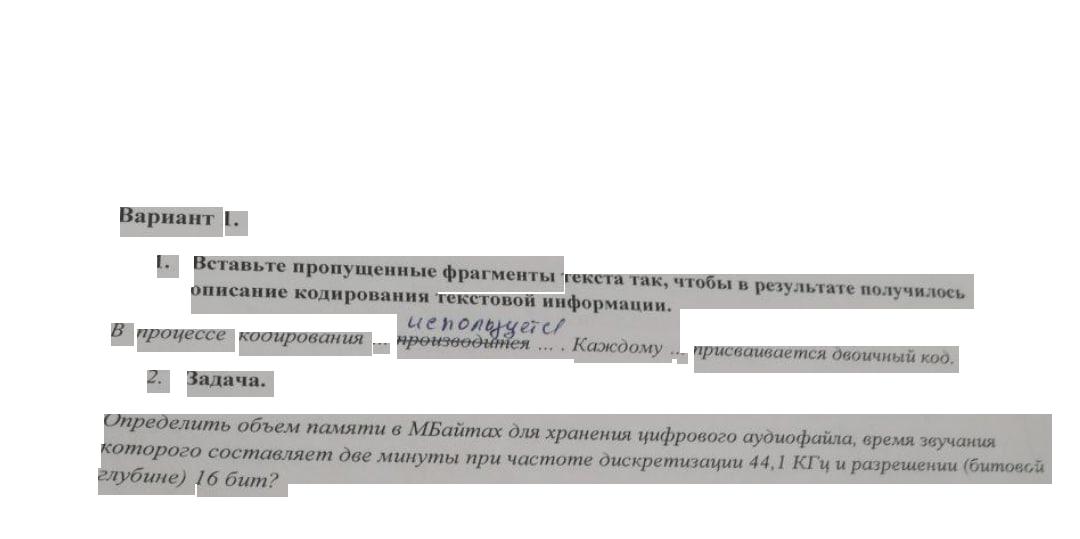 Вариант 1.
1. Вставьте пропущенные фрагменты текста так, чтобы в результате получилось
описание кодирования текстовой информации.
используется
В процессе кодирования ... производится ... . Каждому ... присваивается двоичный код.
2. Задача.
Определить объем памяти в МБайтах для хранения цифрового аудиофайла, время звучания
которого составляет две минуты при частоте дискретизации 44,1 КГц и разрешении (битовой
глубине) 16 бит?